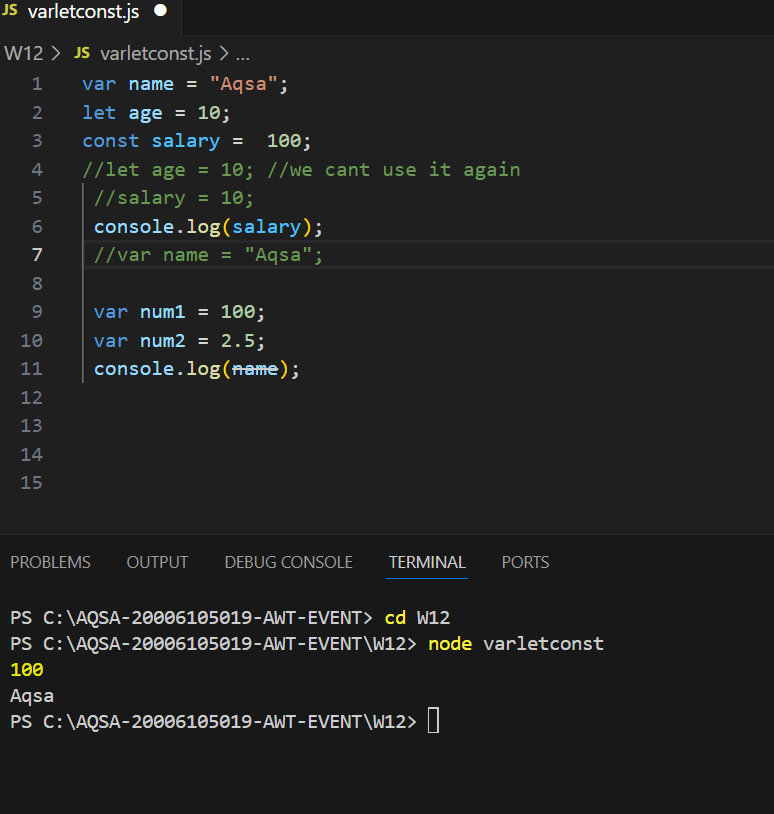 JS varletconst.js
W12 > JS varletconst.js > ...
1 var name = "Aqsa";
2 let age = 10;
3 const salary =  100;
4 //let age = 10; //we cant use it again
5 //salary = 10;
6 console.log(salary);
7 //var name = "Aqsa";
8
9 var num1 = 100;
10 var num2 = 2.5;
11 console.log(name);
12
13
14
15
PROBLEMS OUTPUT DEBUG CONSOLE TERMINAL PORTS
PS C:\AQSA-20006105019-AWT-EVENT> cd W12
PS C:\AQSA-20006105019-AWT-EVENT\W12> node varletconst
100
Aqsa
PS C:\AQSA-20006105019-AWT-EVENT\W12>